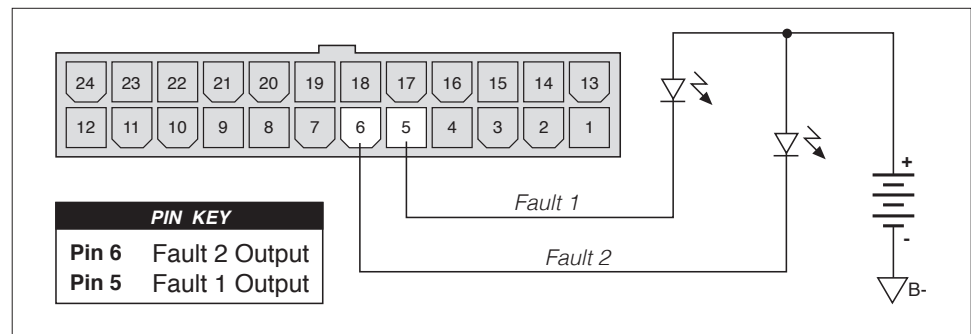 24 23 22 21 20 19 18 17 16 15 14 13
12 11 10 9 8 7 6 5 4 3 2 1
Fault 1
Fault 2
+
-
B-
PIN KEY
Pin 6 Fault 2 Output
Pin 5 Fault 1 Output